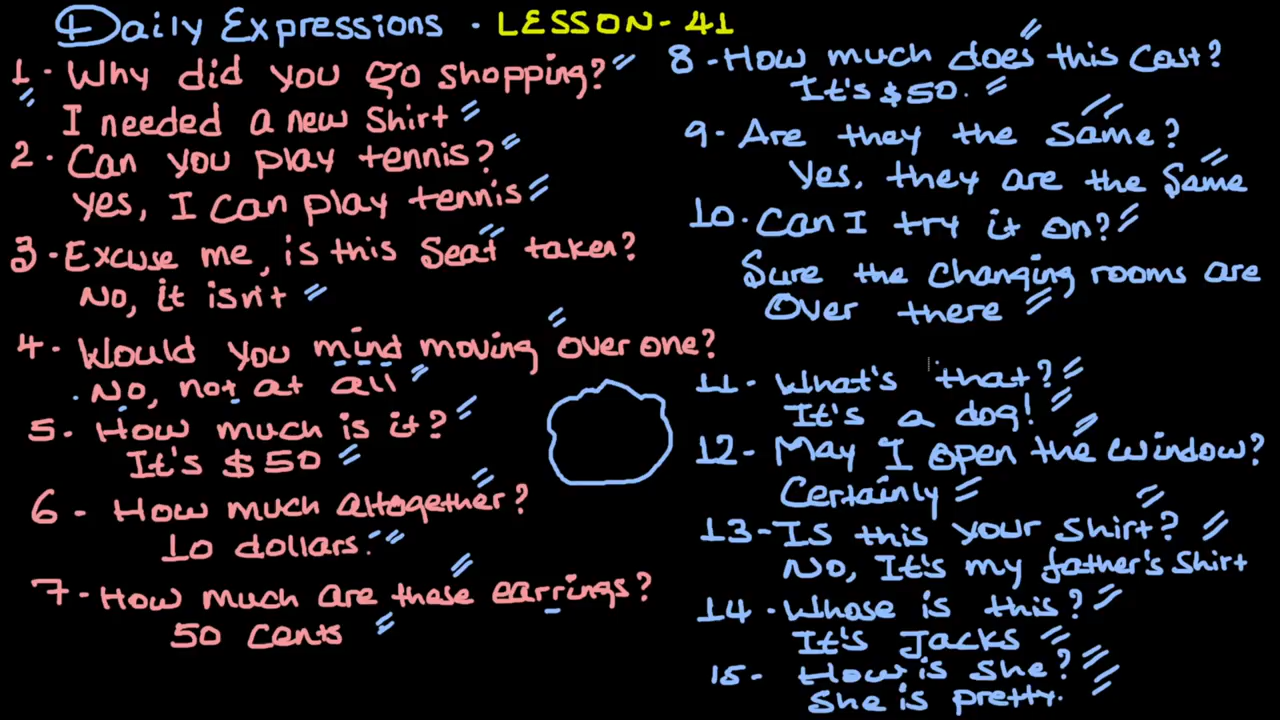 Daily Expressions - LESSON-41
1- Why did you go shopping?
I needed a new Shirt
2. Can you play tennis?
Yes, I Can play tennis
3 - Excuse me, is this Seat taken?
No, it isn't
4- Would you mind moving over one?
No, not at all
5- How much is it?
It's $50
6 - How much altogether?
10 dollars.
7- How much are these earrings?
50 Cents
8 - How much does this Cost?
It's $50.
9- Are they the Same?
Yes, they are the Same
10. Can I try it on?
Sure the Changing rooms are
Over there
11- What's that?
It's a dog!
12- May I open the window?
Certainly
13- Is this your Shirt?
No, It's my father's Shirt
14 - Whose is this?
It's Jacks
15- How is She?
She is pretty.